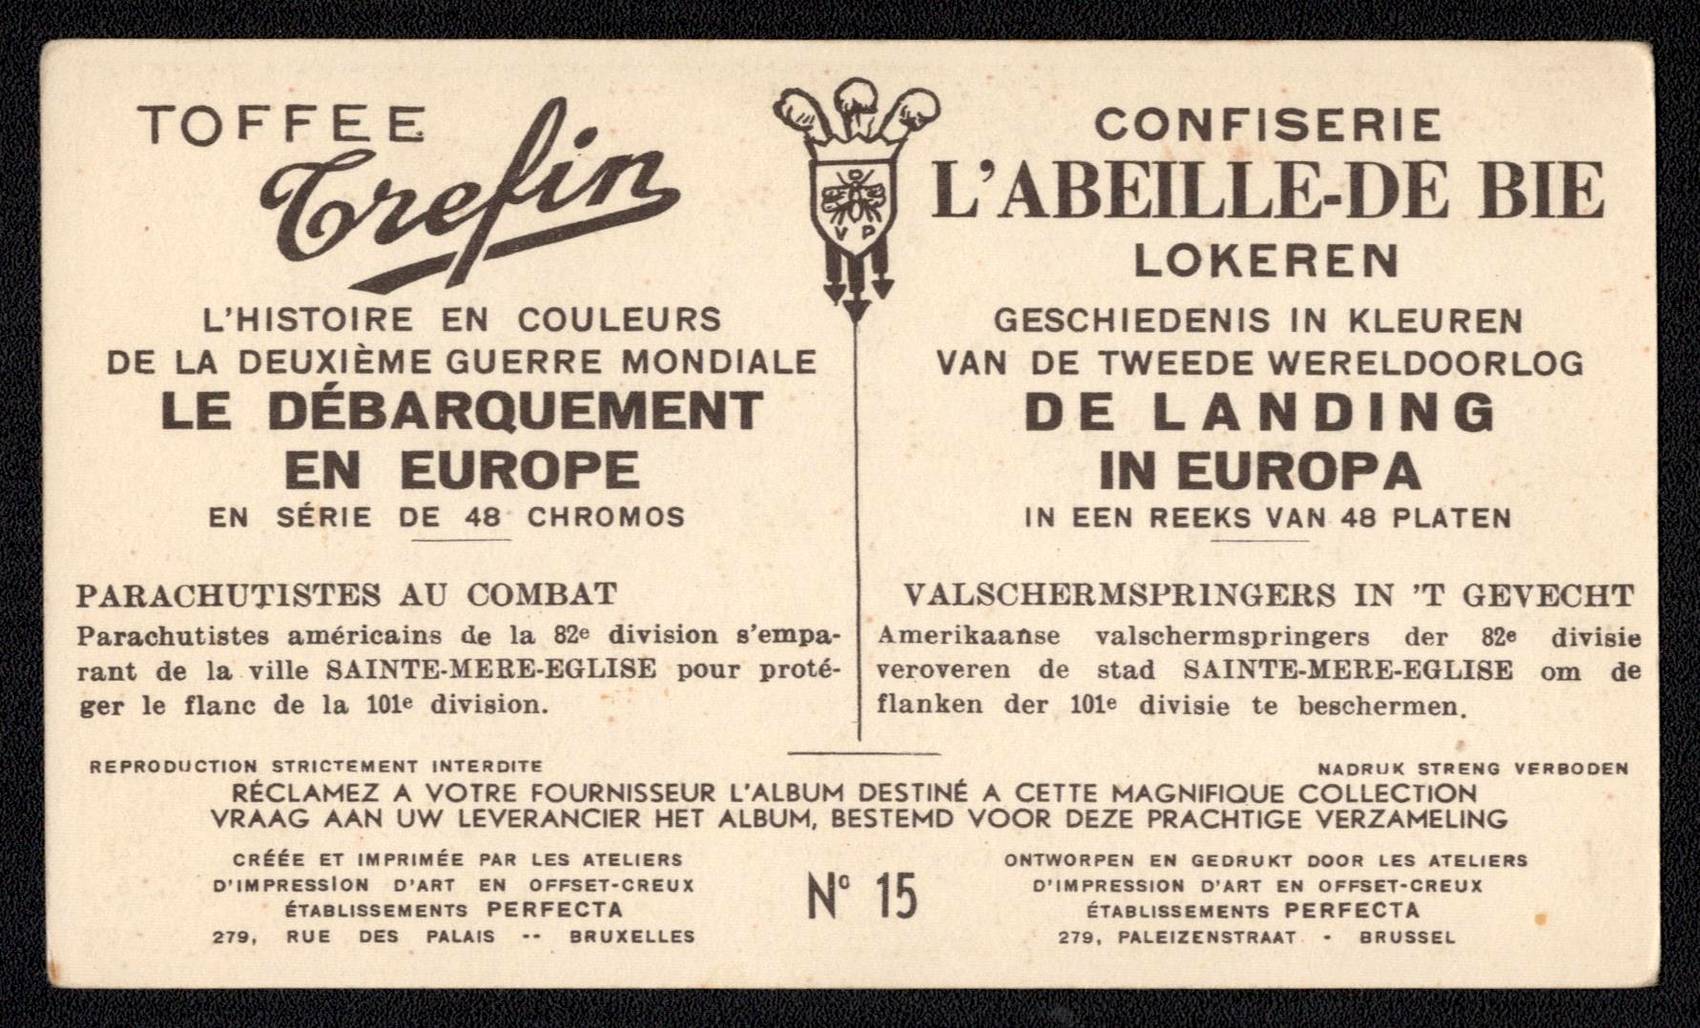 TOFFEE
Trefin
L'HISTOIRE EN COULEURS
DE LA DEUXIÈME GUERRE MONDIALE
LE DÉBARQUEMENT
EN EUROPE
EN SÉRIE DE 48 CHROMOS
PARACHUTISTES AU COMBAT
Parachutistes américains de la 82e division s'empa-
rant de la ville SAINTE-MERE-EGLISE pour proté-
ger le flanc de la 101e division.
REPRODUCTION STRICTEMENT INTERDITE
V P
CONFISERIE
L'ABEILLE-DE BIE
LOKEREN
GESCHIEDENIS IN KLEUREN
VAN DE TWEEDE WERELDOORLOG
DE LANDING
IN EUROPA
IN EEN REEKS VAN 48 PLATEN
VALSCHERMSPRINGERS IN 'T GEVECHT
Amerikaanse valschermspringers der 82e divisie
veroveren de stad SAINTE-MERE-EGLISE om de
flanken der 101e divisie te beschermen.
NADRUK STRENG VERBODEN
RÉCLAMEZ A VOTRE FOURNISSEUR L'ALBUM DESTINÉ A CETTE MAGNIFIQUE COLLECTION
VRAAG AAN UW LEVERANCIER HET ALBUM, BESTEMD VOOR DEZE PRACHTIGE VERZAMELING
CRÉÉE ET IMPRIMÉE PAR LES ATELIERS
D'IMPRESSION D'ART EN OFFSET-CREUX
ÉTABLISSEMENTS PERFECTA
279, RUE DES PALAIS -- BRUXELLES
No 15
ONTWORPEN EN GEDRUKT DOOR LES ATELIERS
D'IMPRESSION D'ART EN OFFSET-CREUX
ÉTABLISSEMENTS PERFECTA
279, PALEIZENSTRAAT - BRUSSEL